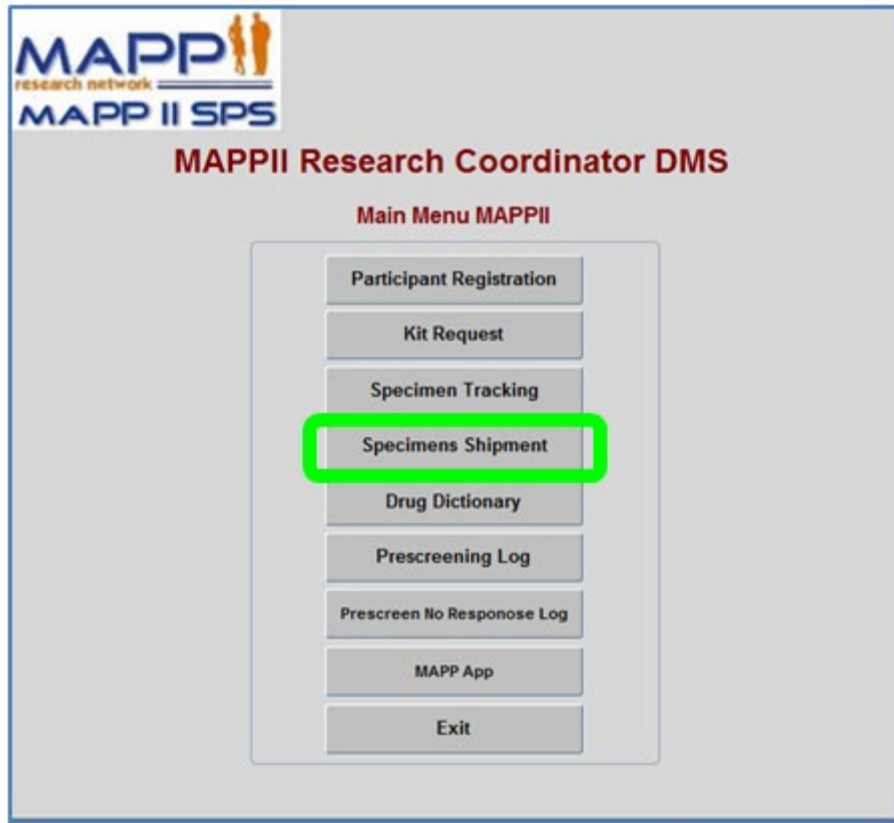 MAPP
research network
MAPP II SPS
MAPPII Research Coordinator DMS
Main Menu MAPPII
Participant Registration
Kit Request
Specimen Tracking
Specimens Shipment
Drug Dictionary
Prescreening Log
Prescreen No Responose Log
MAPP App
Exit